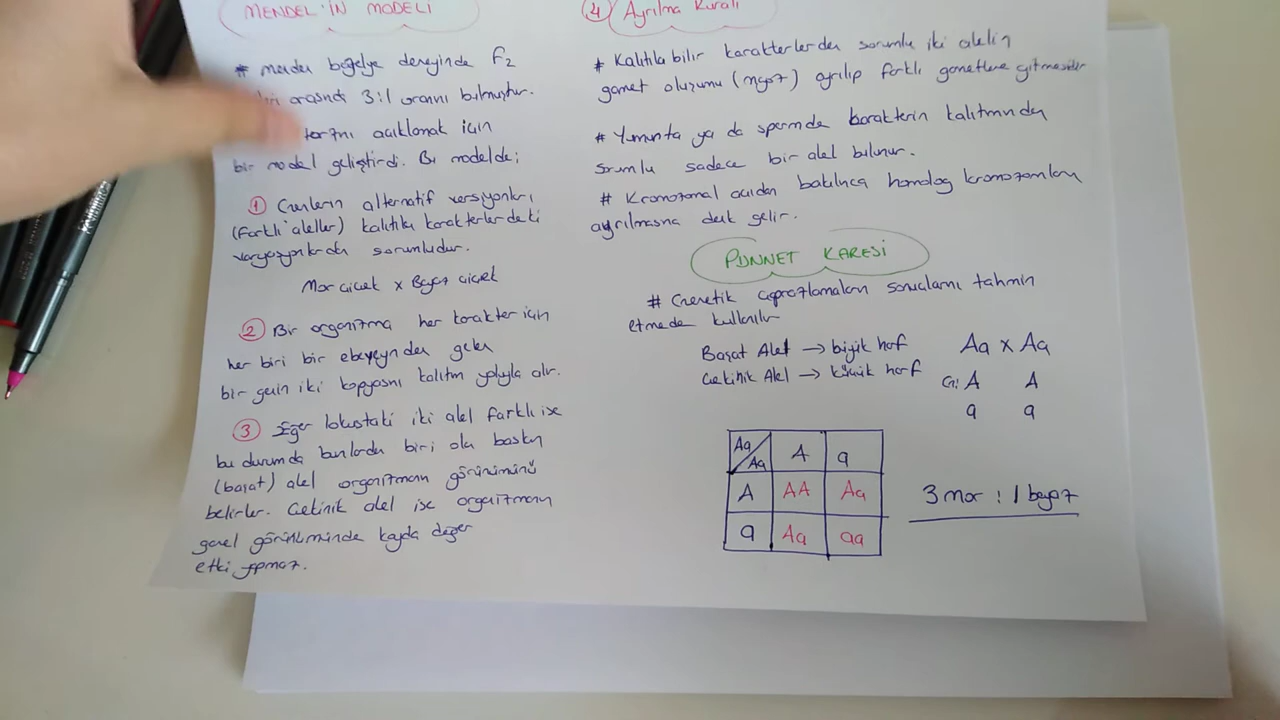 MENDEL'İN MODELİ
# Mendel bezelye deneyinde F2
arasında 3:1 oranını bulmuştur.
açıklamak için
bir model geliştirdi. Bu modelde;
① Genlerin alternatif versiyonları
(farklı aleller) kalıtılan karakterlerdeki
varyasyonlardan sorumludur.
Mor çiçek x Beyaz çiçek
② Bir organizma her karakter için
her biri bir ebeveynden gelen
bir genin iki kopyasını kalıtım yoluyla alır.
③ Eğer lokustaki iki alel farklı ise
bu durumda bunlardan biri olan baskın
(başat) alel organizmanın görünümünü
belirler. Çekinik alel ise organizmanın
genel görünümünde kayda değer
etki yapmaz.
④ Ayrılma Kuralı
# Kalıtılabilir karakterlerden sorumlu iki alelin
gamet oluşumu (mayoz) ayrılıp farklı gametlere gitmesidir
# Yumurta ya da spermde karakterin kalıtımından
sorumlu sadece bir alel bulunur.
# Kromozomal açıdan bakılınca homolog kromozomların
ayrılmasına denk gelir.
PUNNET KARESİ
# Genetik çaprazlamaların sonuçlarını tahmin
etmede kullanılır
Başat Alel → büyük harf
Çekinik Alel → küçük harf
Aa x Aa
G: A A
a a
Aa / Aa A a
A AA Aa
a Aa aa
3 mor : 1 beyaz